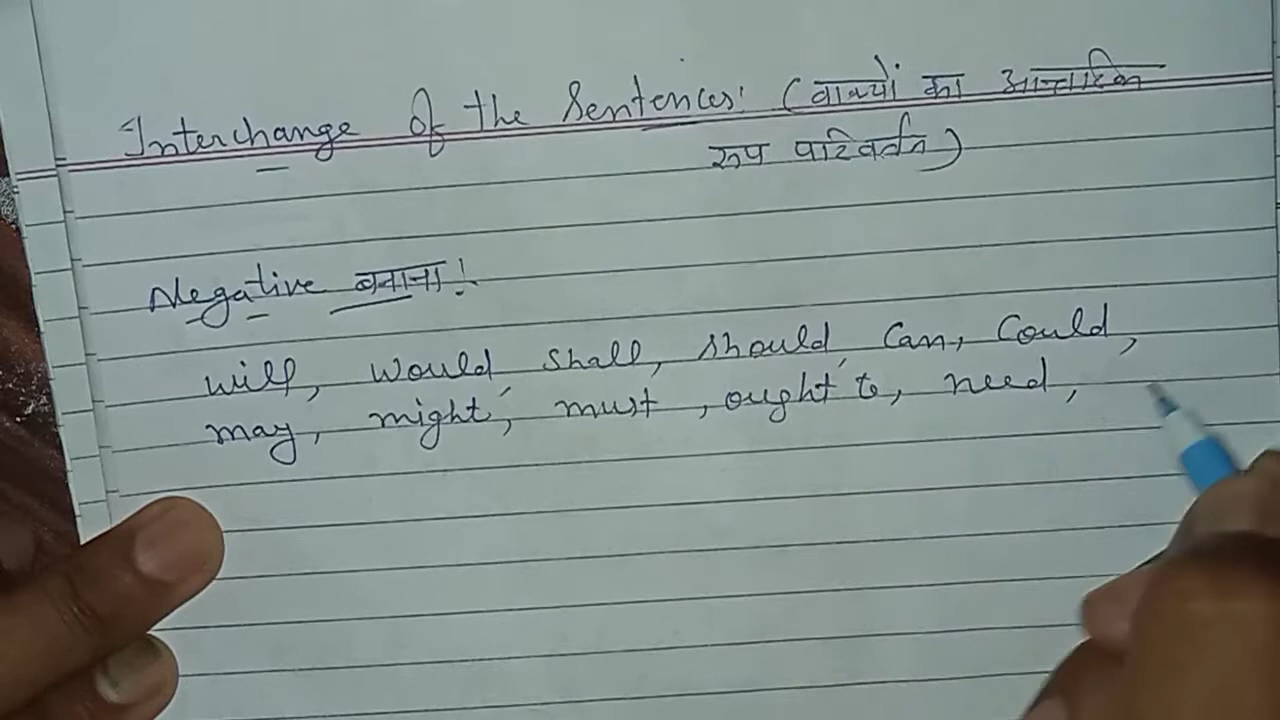 Interchange Of the Sentences: (वाक्यों का आन्तरिक
रूप परिवर्तन)
Negative बनाना!
will, would, shall, should, Can, Could,
may, might, must, ought to, need,